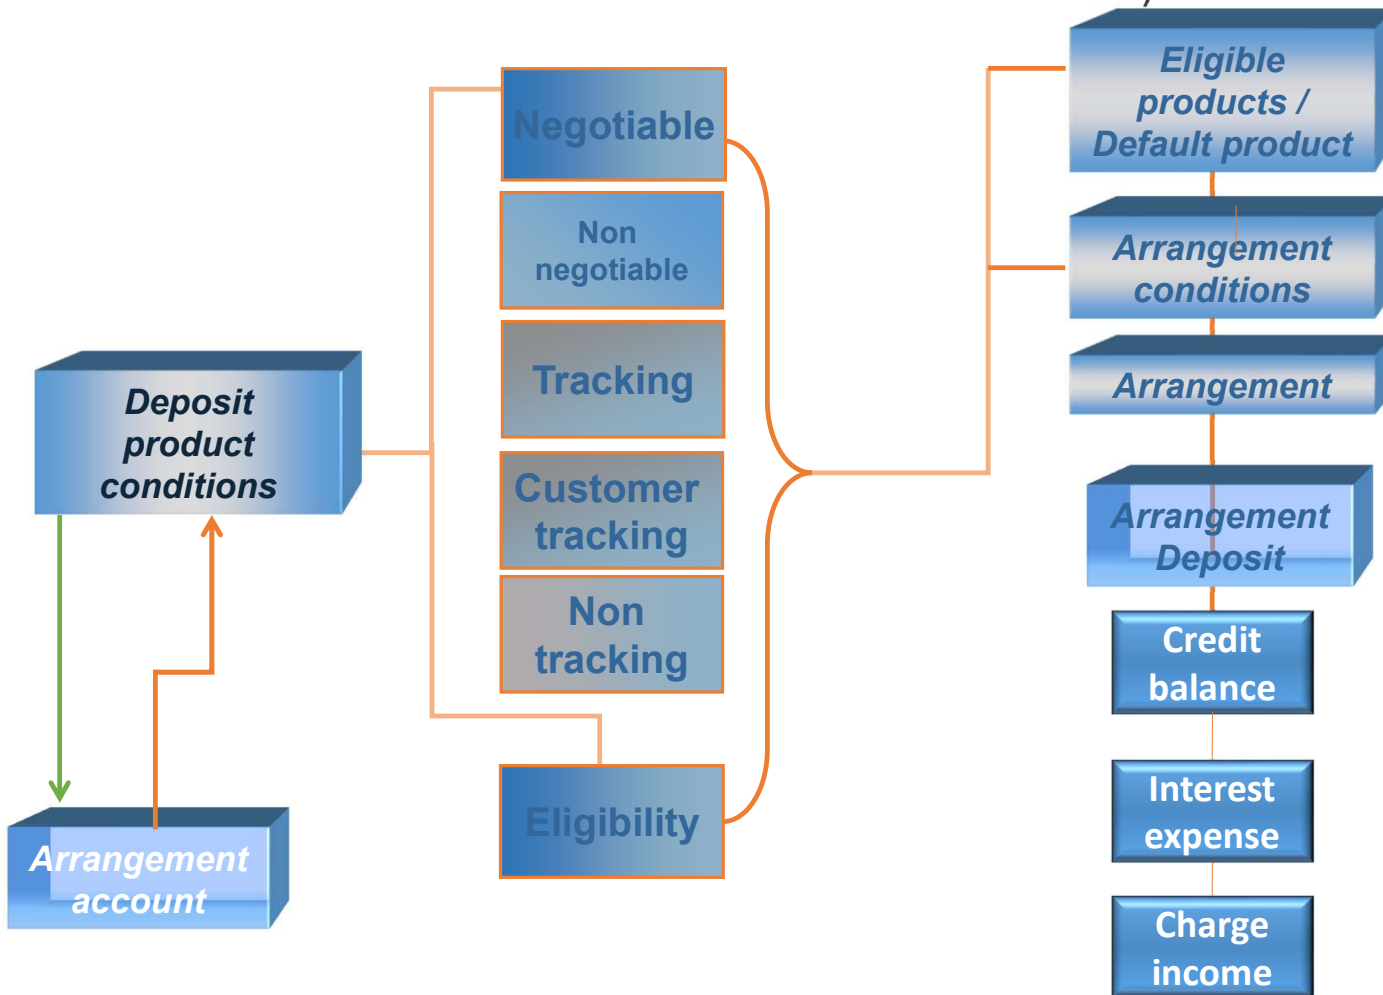 Deposit
product
conditions
Arrangement
account
Negotiable
Non
negotiable
Tracking
Customer
tracking
Non
tracking
Eligibility
Eligible
products /
Default product
Arrangement
conditions
Arrangement
Arrangement
Deposit
Credit
balance
Interest
expense
Charge
income